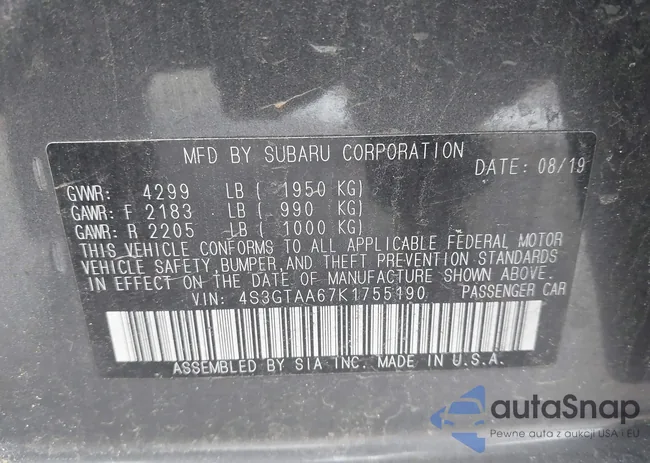 MFD BY SUBARU CORPORATION
DATE: 08/19
GVWR: 4299 LB ( 1950 KG)
GAWR: F 2183 LB ( 990 KG)
GAWR: R 2205 LB ( 1000 KG)
THIS VEHICLE CONFORMS TO ALL APPLICABLE FEDERAL MOTOR
VEHICLE SAFETY,BUMPER,AND THEFT PREVENTION STANDARDS
IN EFFECT ON THE DATE OF MANUFACTURE SHOWN ABOVE.
VIN: 4S3GTAA67K1755190 PASSENGER CAR
ASSEMBLED BY SIA INC. MADE IN U.S.A.
autaSnap
Pewne auta z aukcji USA i EU